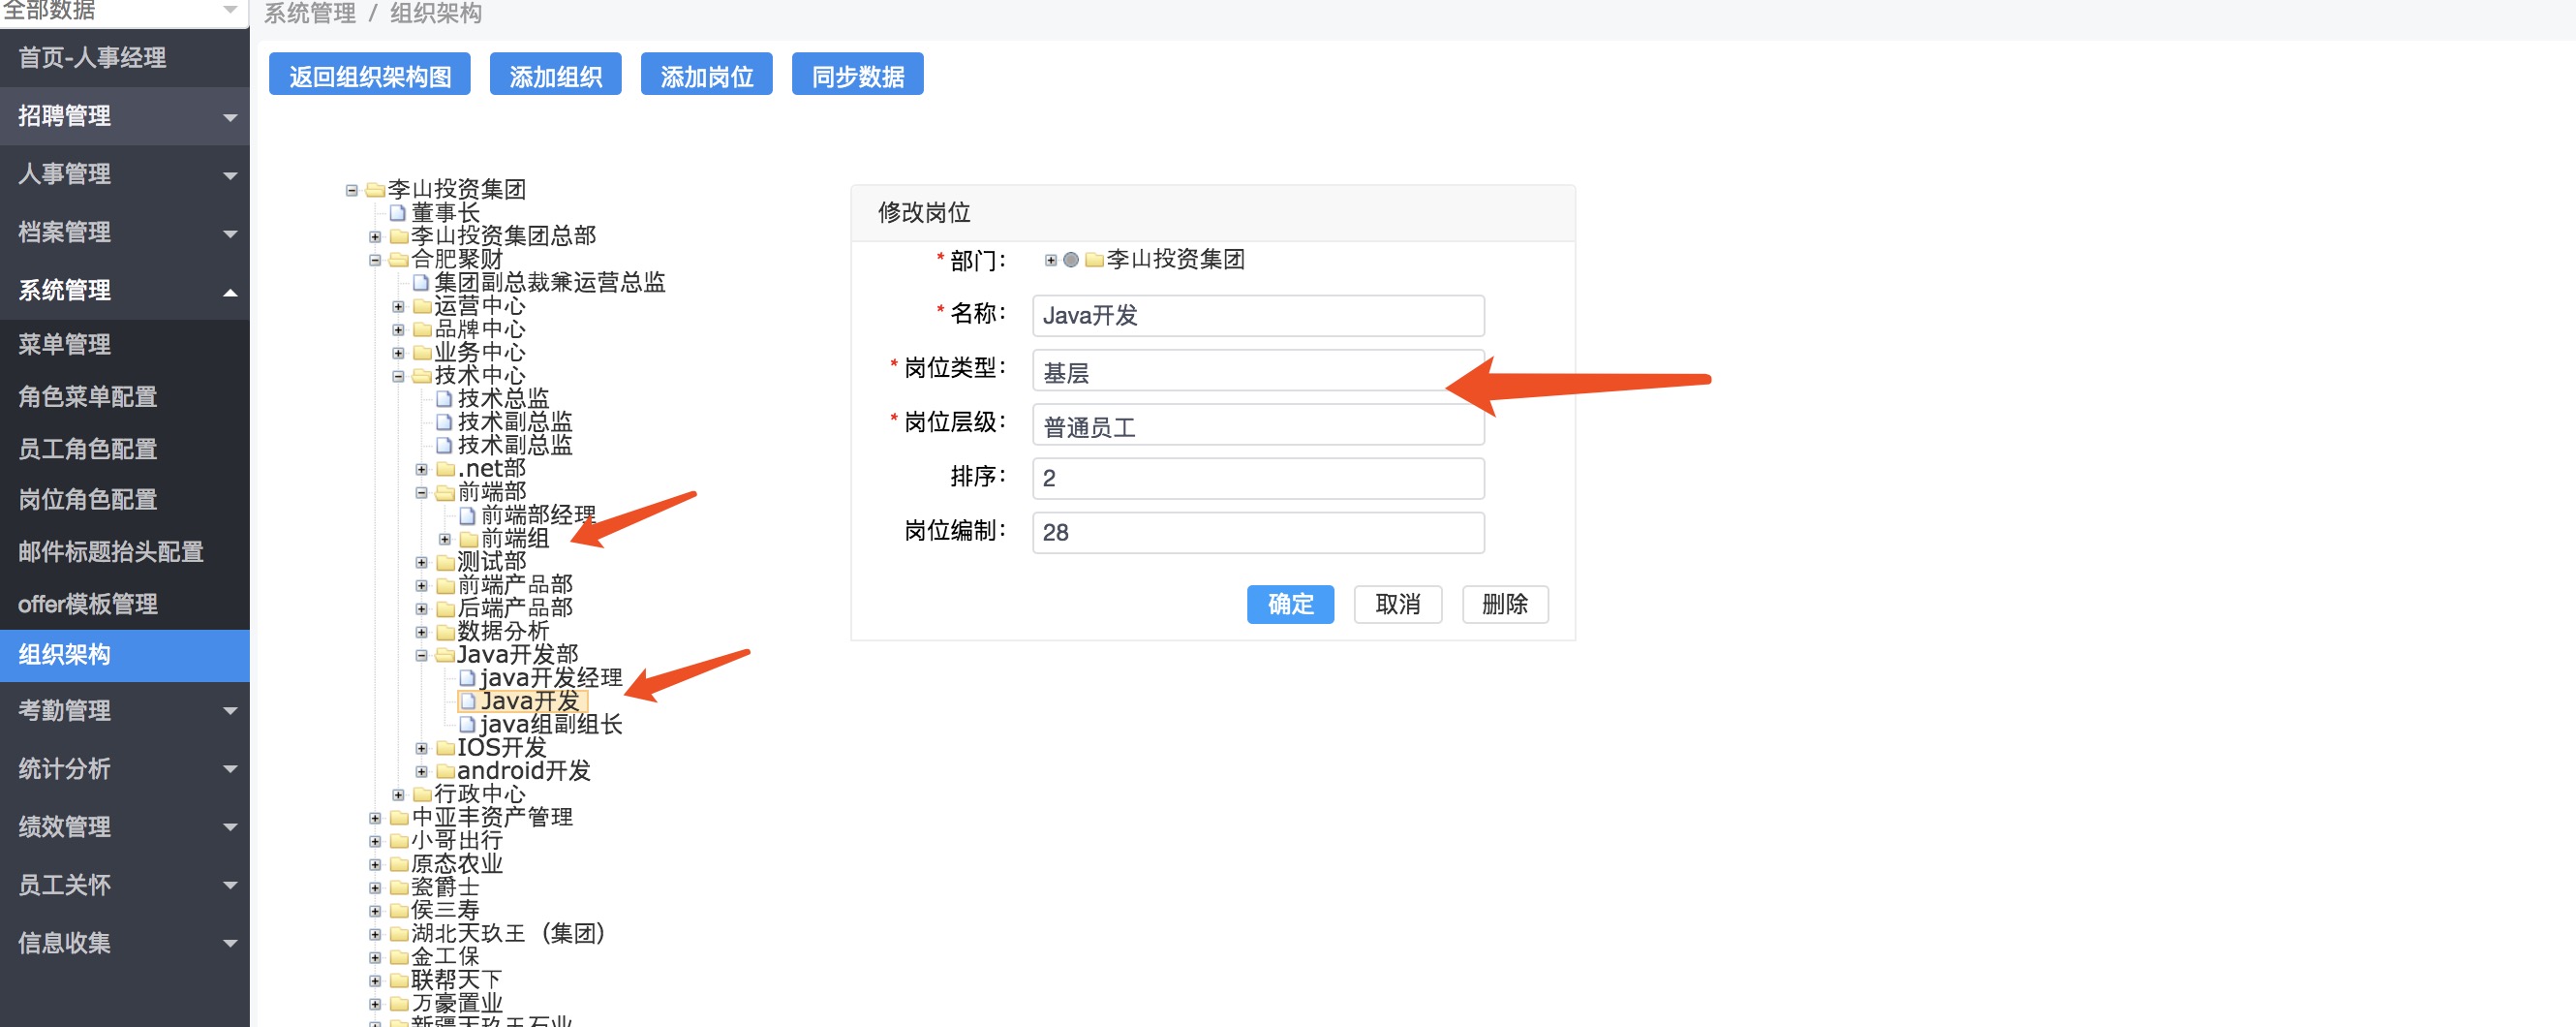 全部数据
系统管理 / 组织架构
首页-人事经理
招聘管理
人事管理
档案管理
系统管理
菜单管理
角色菜单配置
员工角色配置
岗位角色配置
邮件标题抬头配置
offer模板管理
组织架构
考勤管理
统计分析
绩效管理
员工关怀
信息收集
返回组织架构图 添加组织 添加岗位 同步数据
李山投资集团
董事长
李山投资集团总部
合肥聚财
集团副总裁兼运营总监
运营中心
品牌中心
业务中心
技术中心
技术总监
技术副总监
技术副总监
.net部
前端部
前端部经理
前端组
测试部
前端产品部
后端产品部
数据分析
Java开发部
java开发经理
Java开发
java组副组长
IOS开发
android开发
行政中心
中亚丰资产管理
小哥出行
原态农业
瓷爵士
侯三寿
湖北天玖王（集团）
金工保
联帮天下
万豪置业
新疆天玖王石业
修改岗位
* 部门： 李山投资集团
* 名称： Java开发
* 岗位类型： 基层
* 岗位层级： 普通员工
排序： 2
岗位编制： 28
确定 取消 删除